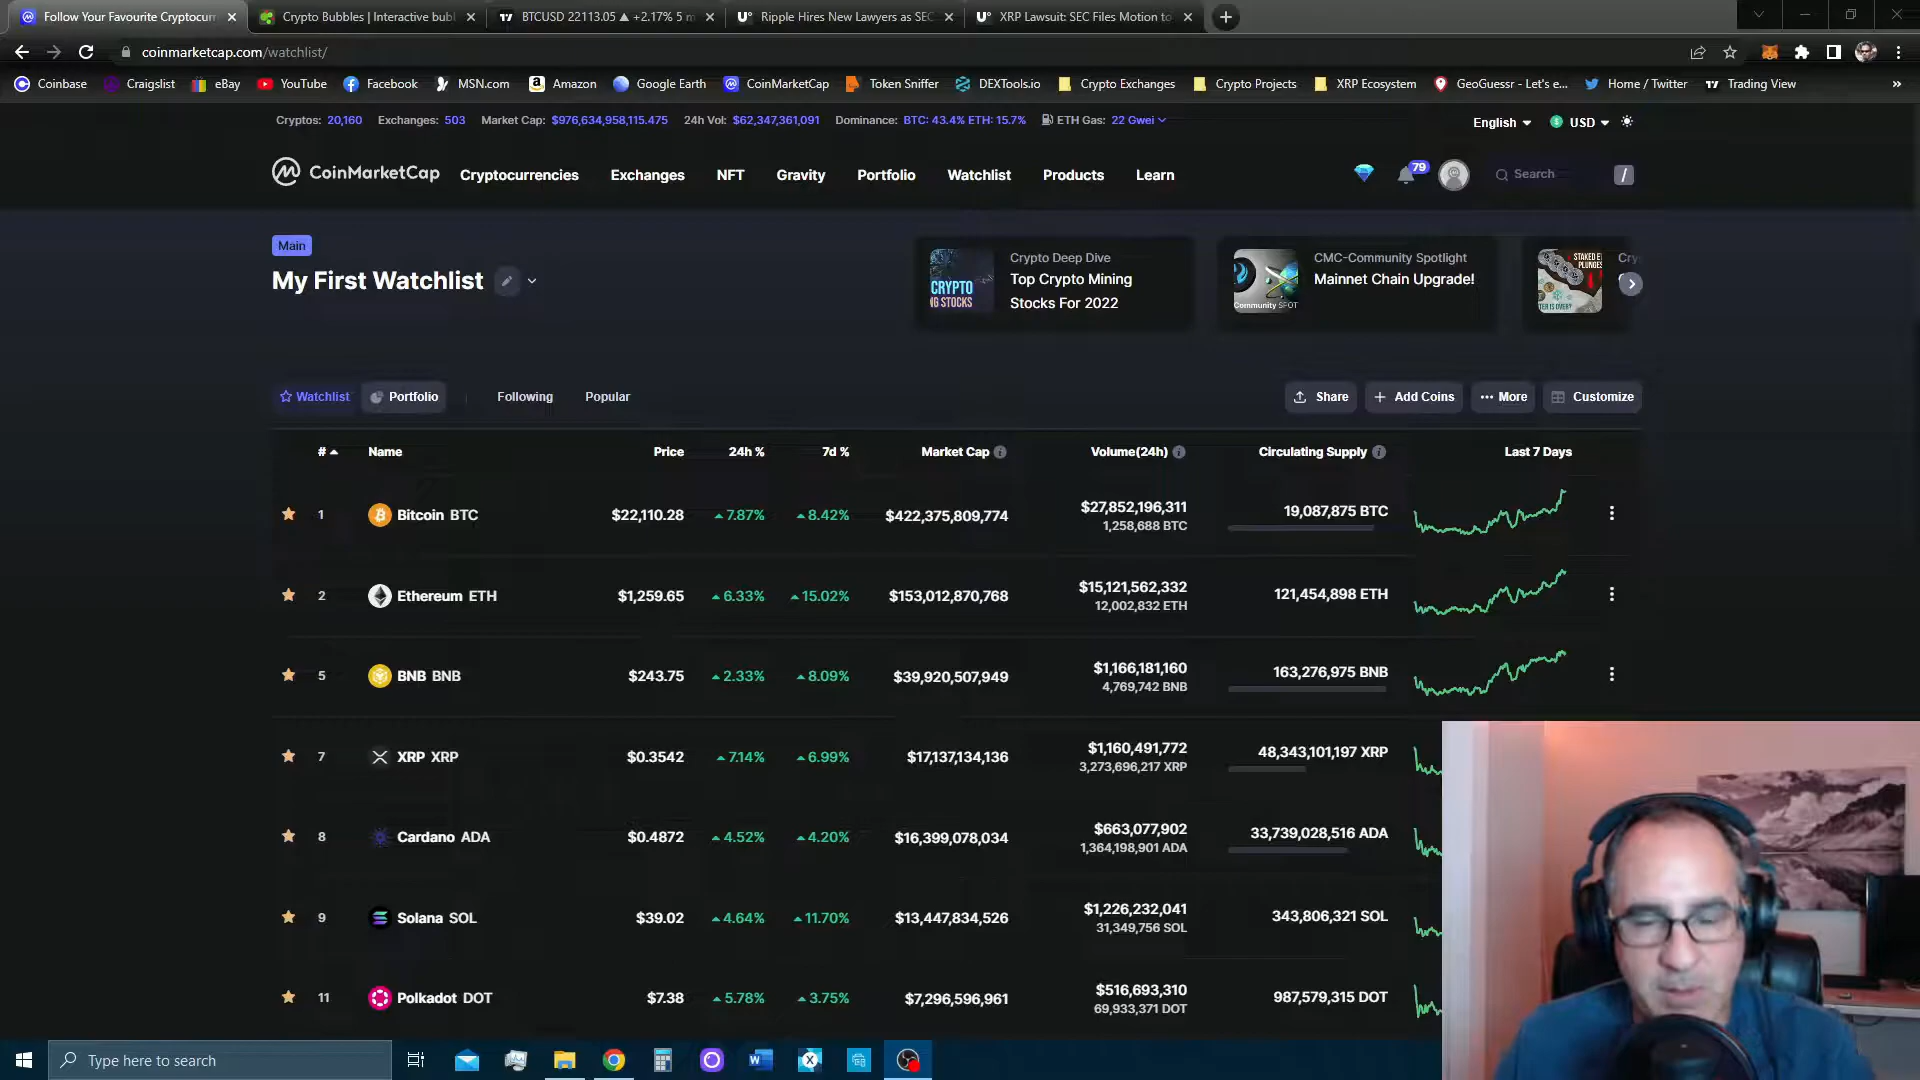 Follow Your Favourite Cryptocurr
Crypto Bubbles | Interactive bubl
BTCUSD 22113.05 ▲ +2.17% 5 m
Ripple Hires New Lawyers as SEC
XRP Lawsuit: SEC Files Motion to
coinmarketcap.com/watchlist/
Coinbase
Craigslist
eBay
YouTube
Facebook
MSN.com
Amazon
Google Earth
CoinMarketCap
Token Sniffer
DEXTools.io
Crypto Exchanges
Crypto Projects
XRP Ecosystem
GeoGuessr - Let's e...
Home / Twitter
Trading View
»
Cryptos: 20,160
Exchanges: 503
Market Cap: $976,634,958,115.475
24h Vol: $62,347,361,091
Dominance: BTC: 43.4% ETH: 15.7%
ETH Gas: 22 Gwei
English
USD
CoinMarketCap
Cryptocurrencies
Exchanges
NFT
Gravity
Portfolio
Watchlist
Products
Learn
79
Search
/
Main
My First Watchlist
CRYPTO
NG STOCKS
Crypto Deep Dive
Top Crypto Mining
Stocks For 2022
Community SPOT
CMC-Community Spotlight
Mainnet Chain Upgrade!
STAKED E
PLUNGE
TER IS OVER?
Cry
Watchlist
Portfolio
Following
Popular
Share
+ Add Coins
More
Customize
# Name Price 24h % 7d % Market Cap Volume(24h) Circulating Supply Last 7 Days
1 Bitcoin BTC $22,110.28 7.87% 8.42% $422,375,809,774 $27,852,196,311 19,087,875 BTC
1,258,688 BTC
2 Ethereum ETH $1,259.65 6.33% 15.02% $153,012,870,768 $15,121,562,332 121,454,898 ETH
12,002,832 ETH
5 BNB BNB $243.75 2.33% 8.09% $39,920,507,949 $1,166,181,160 163,276,975 BNB
4,769,742 BNB
7 XRP XRP $0.3542 7.14% 6.99% $17,137,134,136 $1,160,491,772 48,343,101,197 XRP
3,273,696,217 XRP
8 Cardano ADA $0.4872 4.52% 4.20% $16,399,078,034 $663,077,902 33,739,028,516 ADA
1,364,198,901 ADA
9 Solana SOL $39.02 4.64% 11.70% $13,447,834,526 $1,226,232,041 343,806,321 SOL
31,349,756 SOL
11 Polkadot DOT $7.38 5.78% 3.75% $7,296,596,961 $516,693,310 987,579,315 DOT
69,933,371 DOT
Type here to search